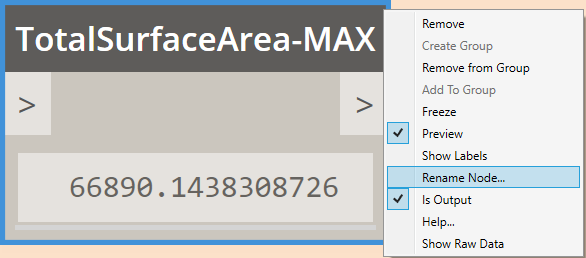 TotalSurfaceArea-MAX
>
>
66890.1438308726
Remove
Create Group
Remove from Group
Add To Group
Freeze
Preview
Show Labels
Rename Node...
Is Output
Help...
Show Raw Data